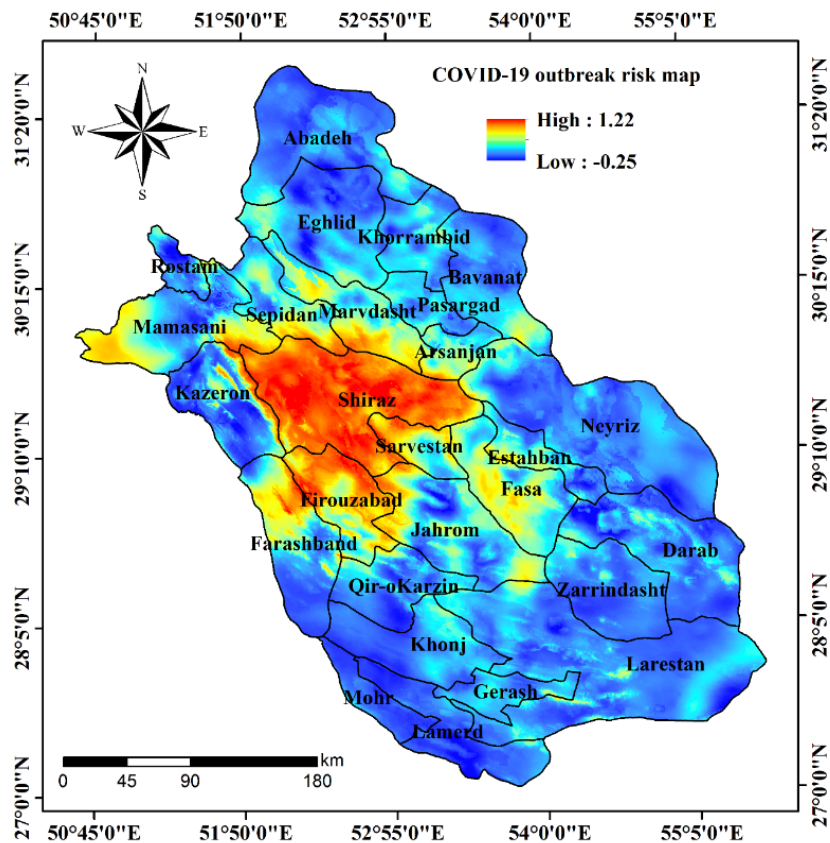 50°45'0"E 51°50'0"E 52°55'0"E 54°0'0"E 55°5'0"E
COVID-19 outbreak risk map
High : 1.22
Low : -0.25
N
W E
S
31°20'0"N 31°20'0"N
30°15'0"N 30°15'0"N
29°10'0"N 29°10'0"N
28°5'0"N 28°5'0"N
27°0'0"N 27°0'0"N
Abadeh
Eghlid
Khorrambid
Rostam
Bavanat
Pasargad
Sepidan
Marvdasht
Mamasani
Arsanjan
Kazeron
Shiraz
Neyriz
Sarvestan
Estahban
Fasa
Firouzabad
Jahrom
Farashband
Darab
Qir-oKarzin
Zarrindasht
Khonj
Larestan
Mohr
Gerash
Lamerd
km
0 45 90 180
50°45'0"E 51°50'0"E 52°55'0"E 54°0'0"E 55°5'0"E